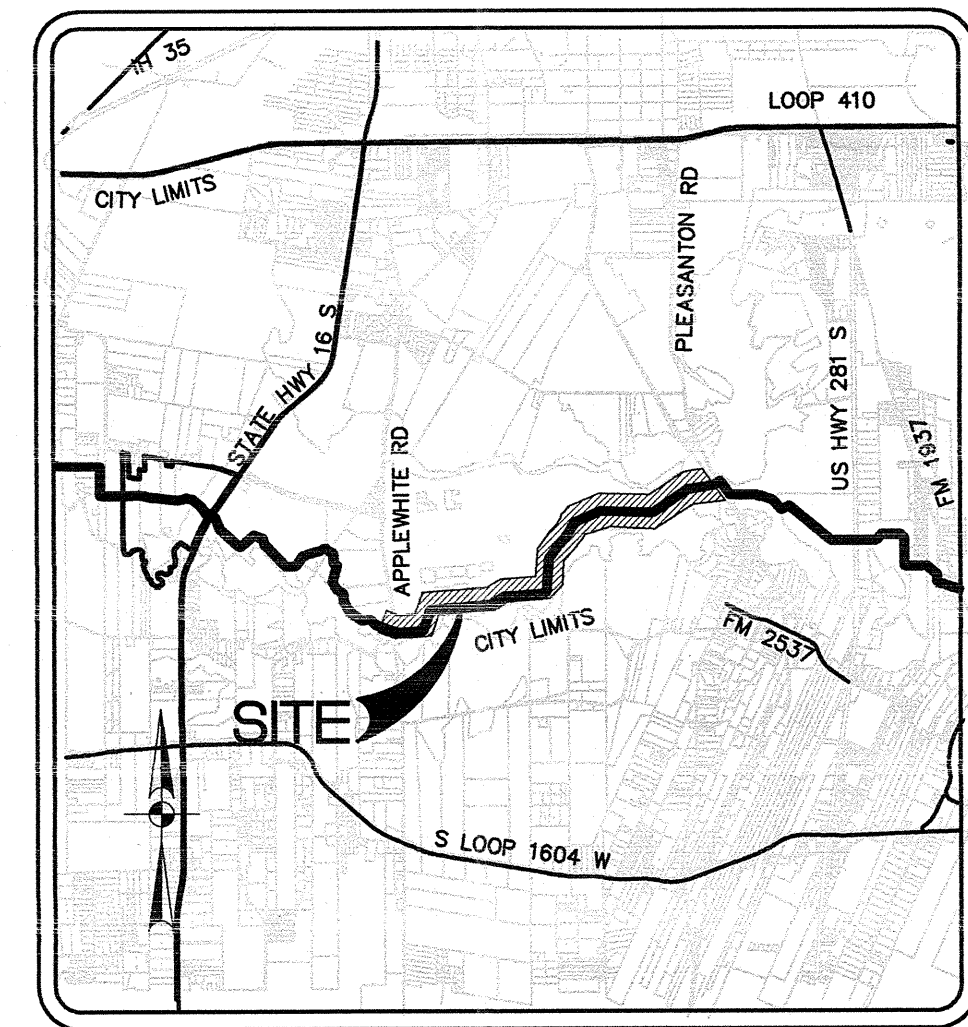 IH 35
LOOP 410
CITY LIMITS
PLEASANTON RD
STATE HWY 16 S
US HWY 281 S
APPLEWHITE RD
FM 1937
CITY LIMITS
FM 2537
SITE
S LOOP 1604 W